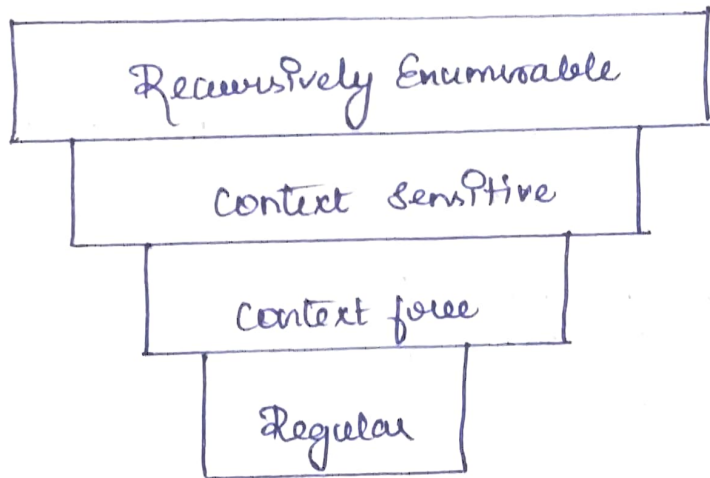 Recursively Enumerable
Context Sensitive
Context free
Regular